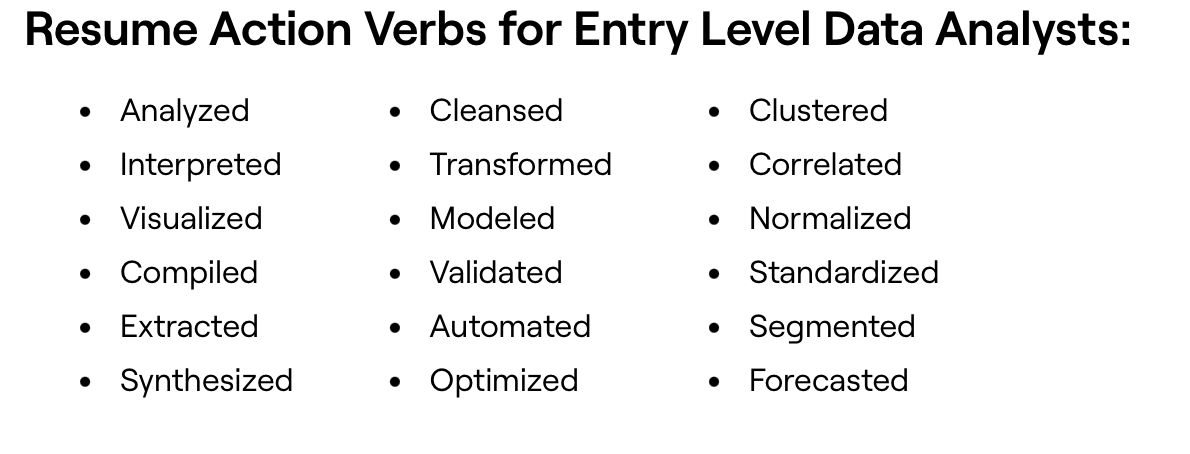 Resume Action Verbs for Entry Level Data Analysts:
• Analyzed
• Interpreted
• Visualized
• Compiled
• Extracted
• Synthesized
• Cleansed
• Transformed
• Modeled
• Validated
• Automated
• Optimized
• Clustered
• Correlated
• Normalized
• Standardized
• Segmented
• Forecasted